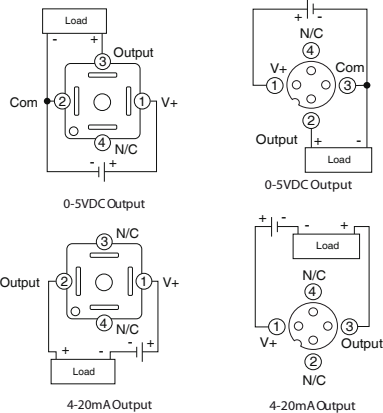 Load
- +
3 Output
Com 2 1 V+
4 N/C
- +
0-5VDC Output
+ -
N/C
4
V+ Com
1 3
2
Output + -
Load
0-5VDC Output
3 N/C
Output 2 1 V+
4 N/C
+ - - +
Load
4-20mA Output
+ - - +
Load
N/C
4
1 3
V+ Output
2
N/C
4-20mA Output